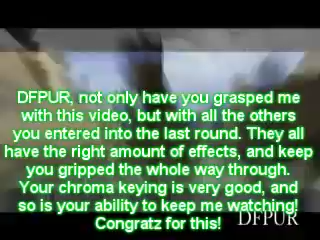 DFPUR, not only have you grasped me
with this video, but with all the others
you entered into the last round. They all
have the right amount of effects, and keep
you gripped the whole way through.
Your chroma keying is very good, and
so is your ability to keep me watching!
Congratz for this!
DFPUR